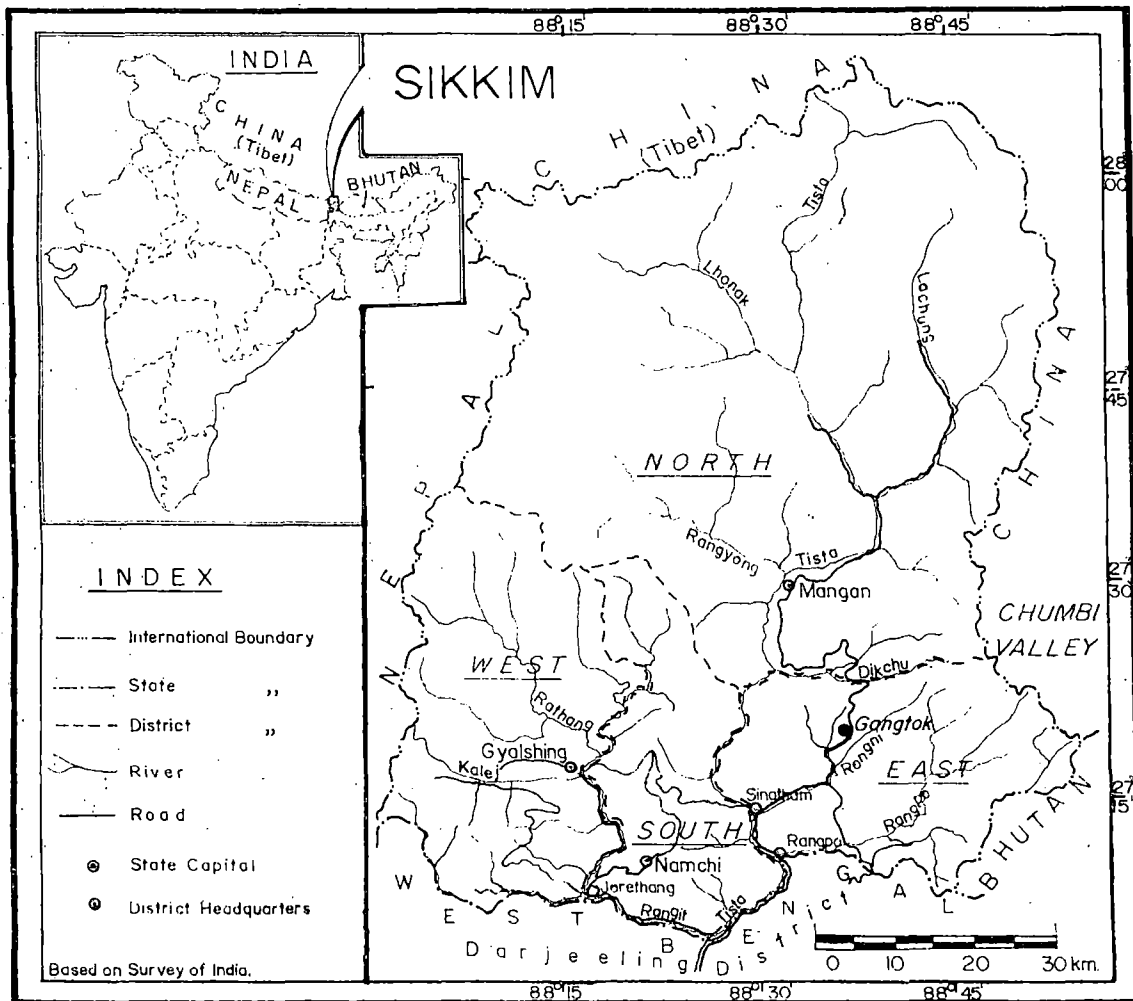 88°15
88°30
88°45
INDIA
CHINA
(Tibet)
NEPAL
BHUTAN
SIKKIM
CHINA
(Tibet)
28
00
Tista
Lhonak
Lachung
27
45
CHINA
NEPAL
NORTH
Rangyong
Tista
27
30
Mangan
CHUMBI
VALLEY
WEST
Dikchu
Rathang
Gangtok
Rongni
Gyalshing
Kale
EAST
27
15
Sinatham
Rangpo
SOUTH
Rangpo
BHUTAN
Namchi
Jorethang
Rangit
Tista
WEST BENGAL
Darjeeling District
0 10 20 30 km.
88°15
88°30
88°45
INDEX
International Boundary
State ,,
District ,,
River
Road
State Capital
District Headquarters
Based on Survey of India.